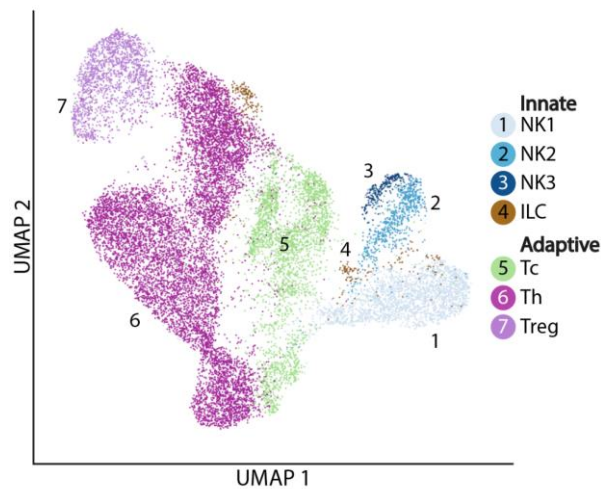 7
3
2
4
5
6
1
UMAP 2
UMAP 1
Innate
1 NK1
2 NK2
3 NK3
4 ILC
Adaptive
5 Tc
6 Th
7 Treg